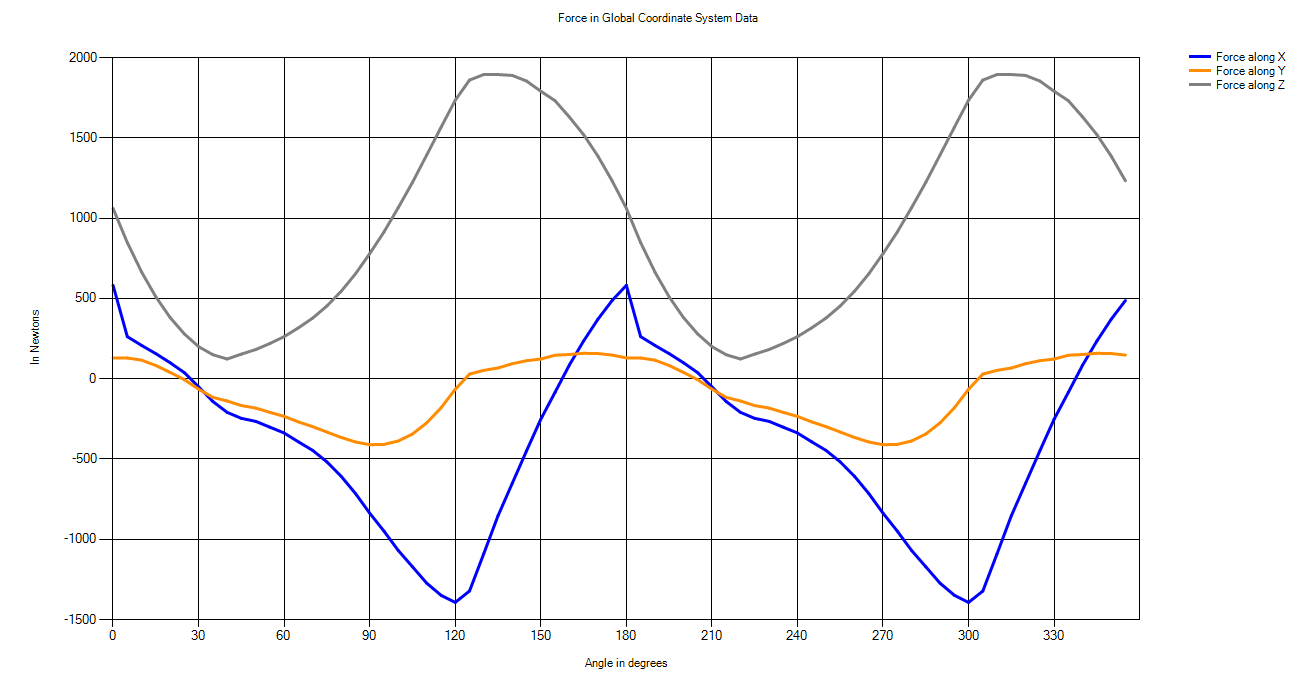 Force in Global Coordinate System Data
Force along X
Force along Y
Force along Z
2000
1500
1000
500
0
-500
-1000
-1500
In Newtons
0 30 60 90 120 150 180 210 240 270 300 330
Angle in degrees